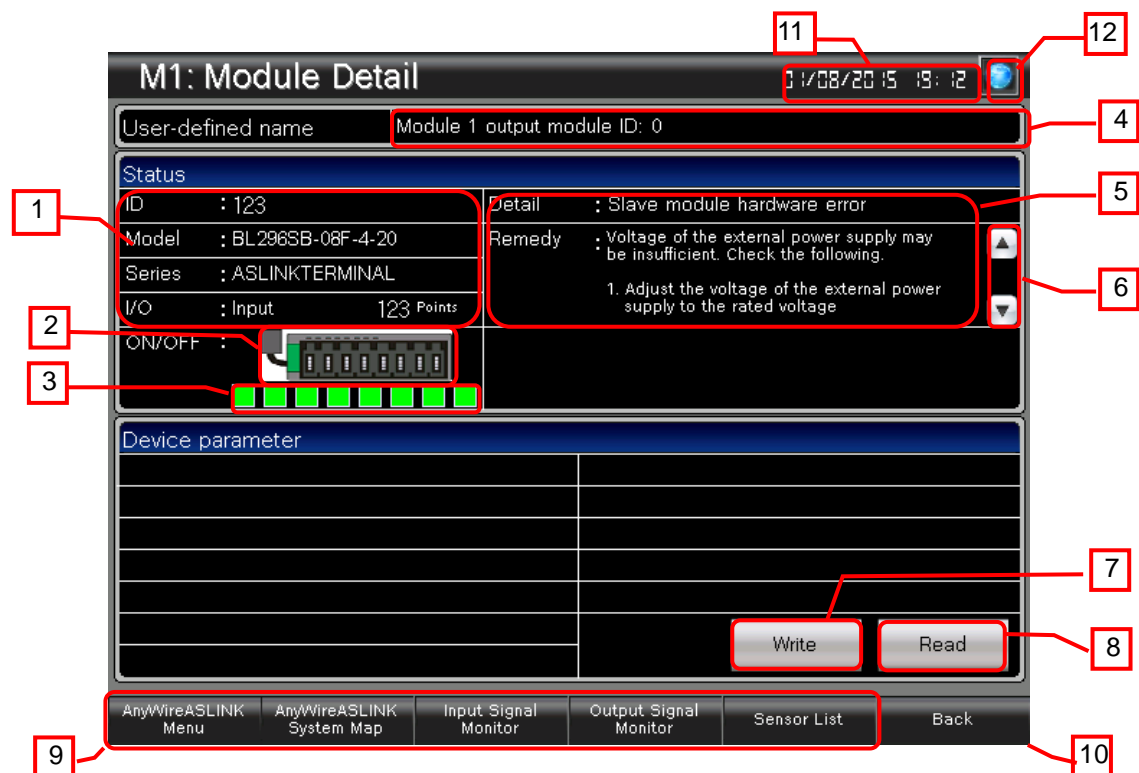 11
12
M1: Module Detail
01/08/2015 19:12
User-defined name
Module 1 output module ID: 0
4
Status
5
1
ID : 123
Detail : Slave module hardware error
Model : BL296SB-08F-4-20
Remedy : Voltage of the external power supply may
be insufficient. Check the following.
Series : ASLINKTERMINAL
1. Adjust the voltage of the external power
supply to the rated voltage
6
I/O : Input 123 Points
2
ON/OFF :
3
Device parameter
7
Write
Read
8
AnyWireASLINK
Menu
AnyWireASLINK
System Map
Input Signal
Monitor
Output Signal
Monitor
Sensor List
Back
9
10